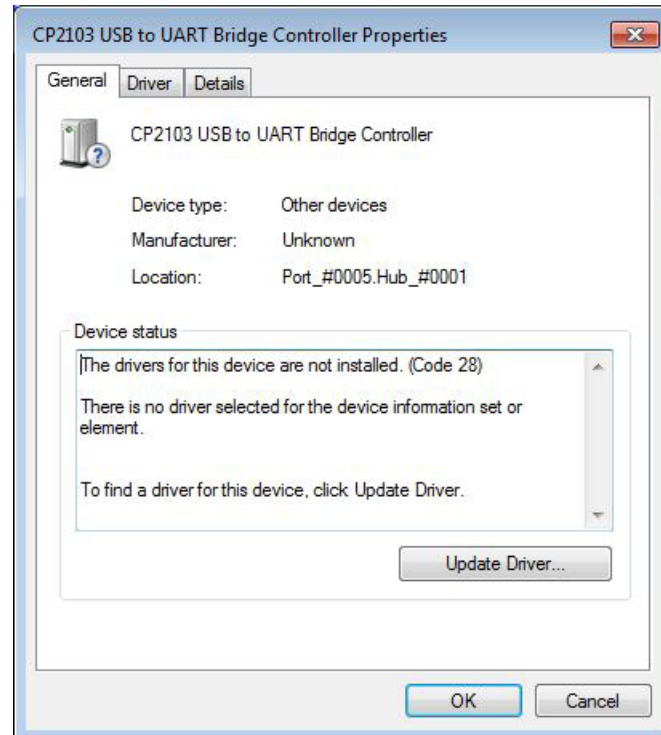 CP2103 USB to UART Bridge Controller Properties
General Driver Details
CP2103 USB to UART Bridge Controller
Device type: Other devices
Manufacturer: Unknown
Location: Port_#0005.Hub_#0001
Device status
The drivers for this device are not installed. (Code 28)
There is no driver selected for the device information set or
element.
To find a driver for this device, click Update Driver.
Update Driver...
OK Cancel